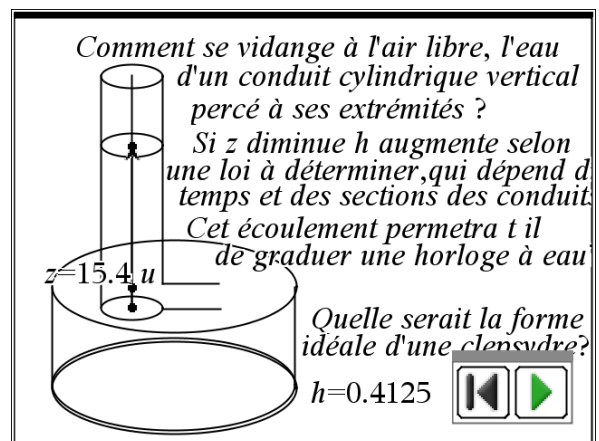 Comment se vidange à l'air libre, l'eau
d'un conduit cylindrique vertical
percé à ses extrémités ?
Si z diminue h augmente selon
une loi à déterminer,qui dépend d
temps et des sections des conduit
Cet écoulement permetra t il
de graduer une horloge à eau
z=15.4 u
Quelle serait la forme
idéale d'une clepsydre?
h=0.4125